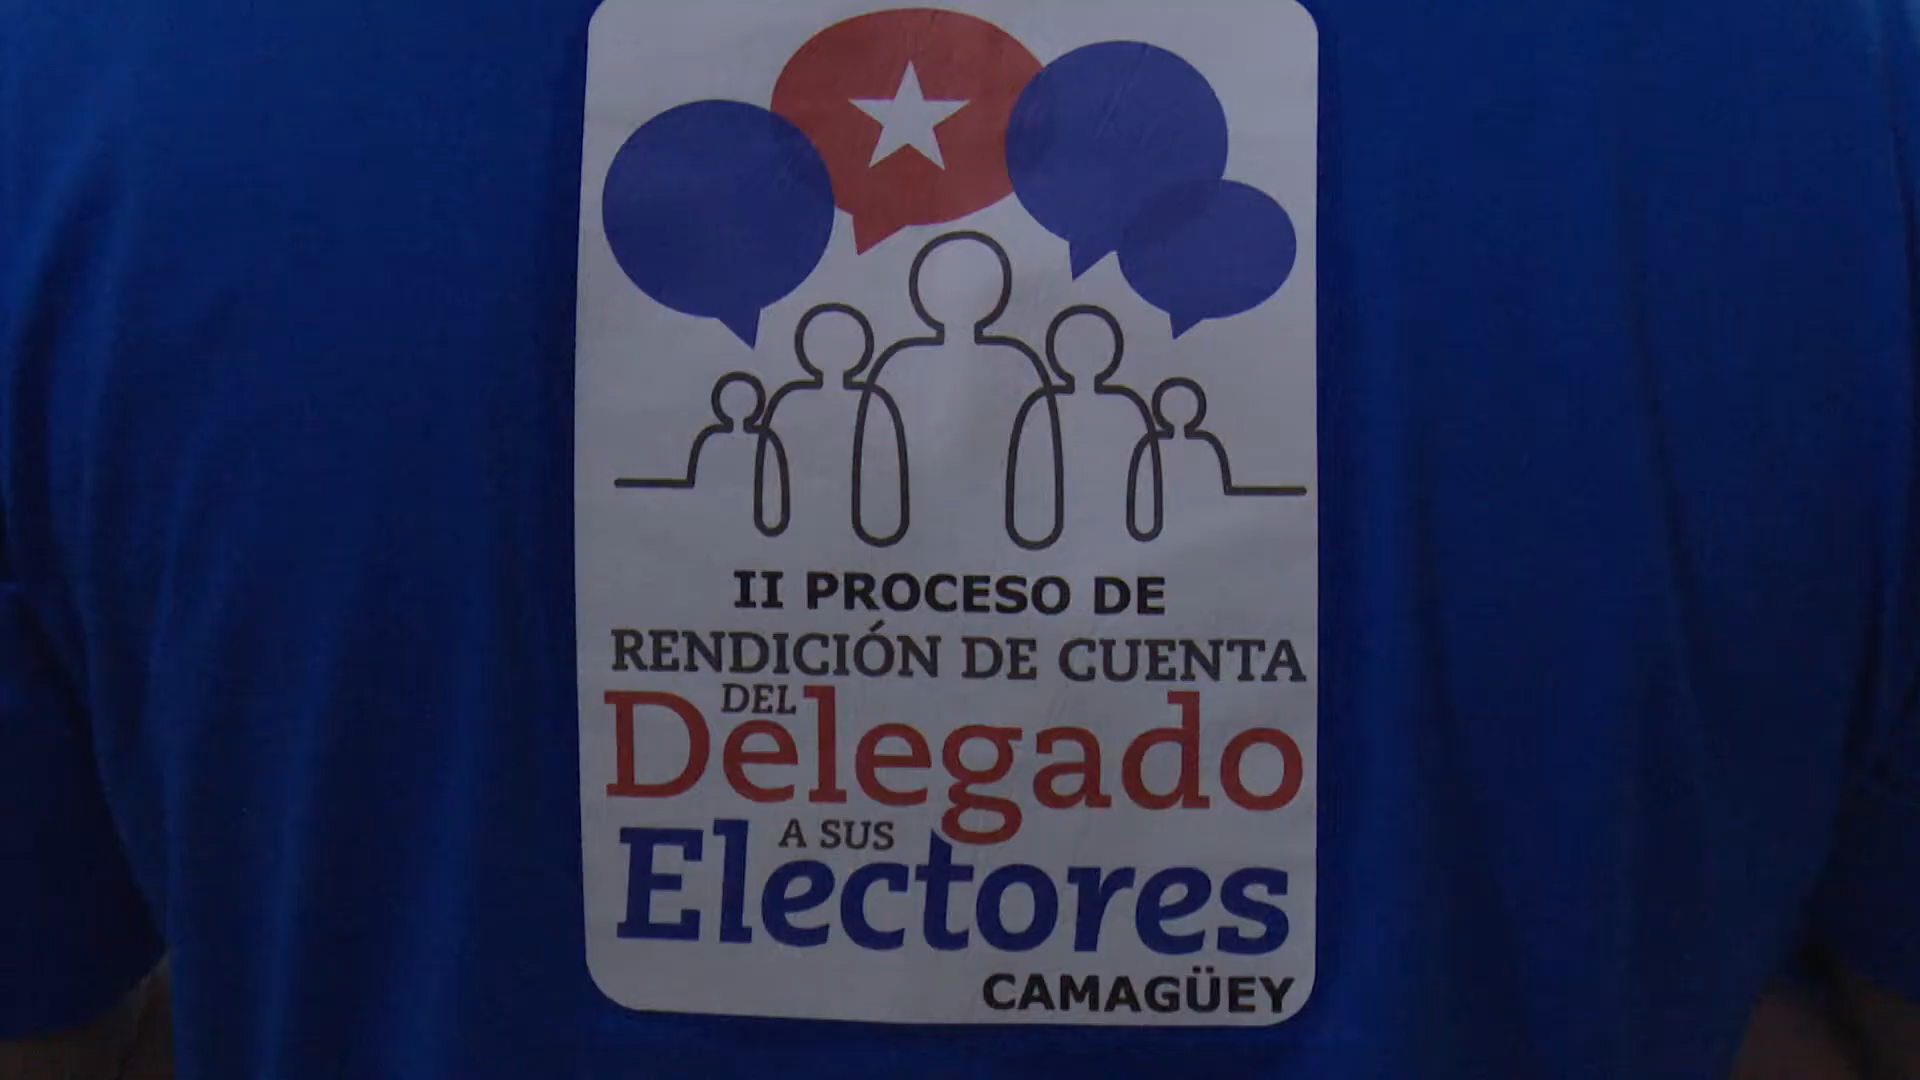 II PROCESO DE
RENDICIÓN DE CUENTA
DEL
Delegado
A SUS
Electores
CAMAGÜEY